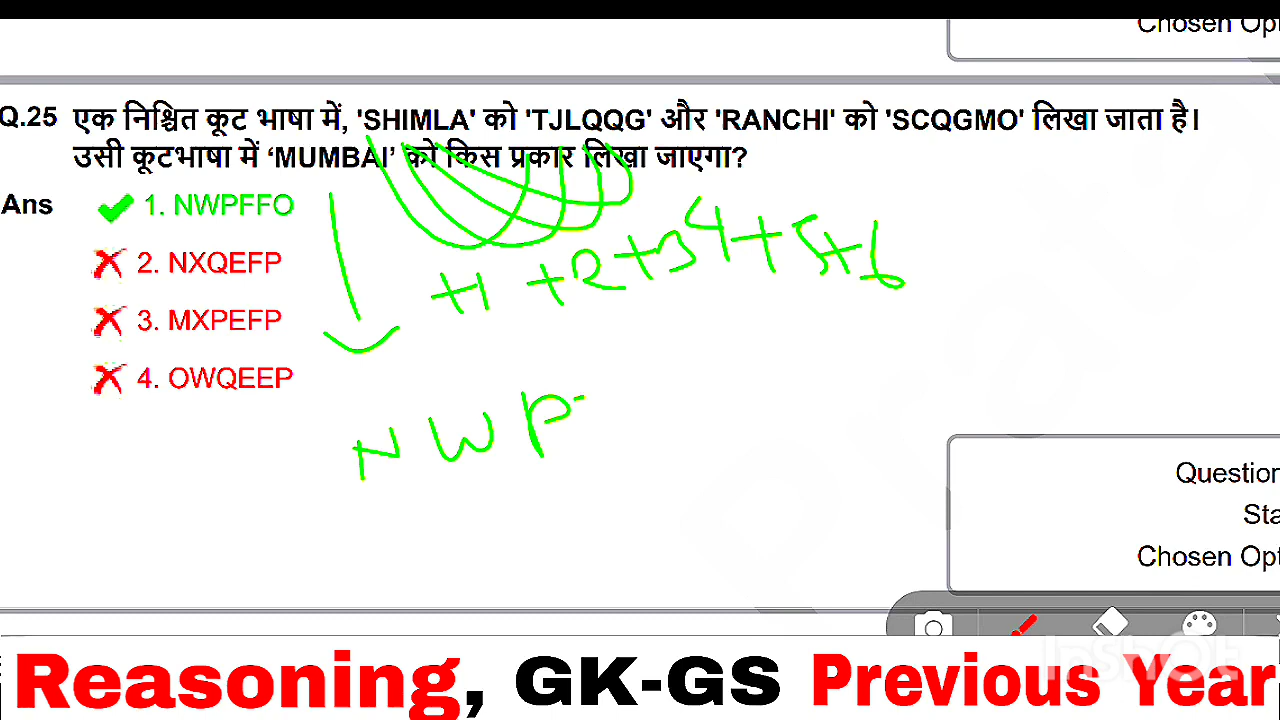 Chosen Opt
Q.25 एक निश्चित कूट भाषा में, 'SHIMLA' को 'TJLQQG' और 'RANCHI' को 'SCQGMO' लिखा जाता है।
उसी कूटभाषा में ‘MUMBAI’ को किस प्रकार लिखा जाएगा?
Ans 1. NWPFFO
2. NXQEFP
3. MXPEFP
4. OWQEEP
+1 +2 +3 4+ 5+6
N W P
Question
Sta
Chosen Opt
InShOt
Reasoning, GK-GS Previous Year